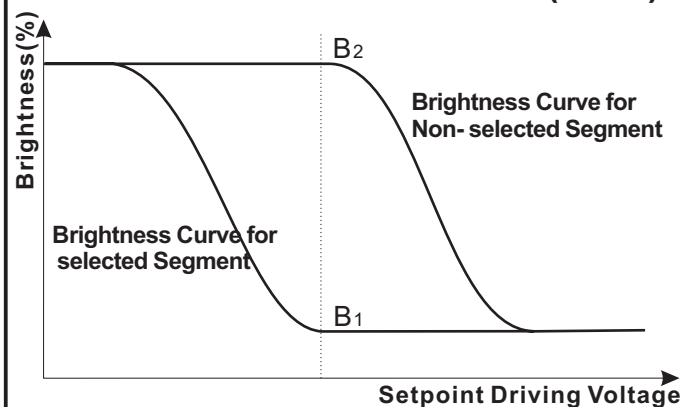 B2
Brightness Curve for
Non- selected Segment
Brightness(%)
Brightness Curve for
selected Segment
B1
Setpoint Driving Voltage